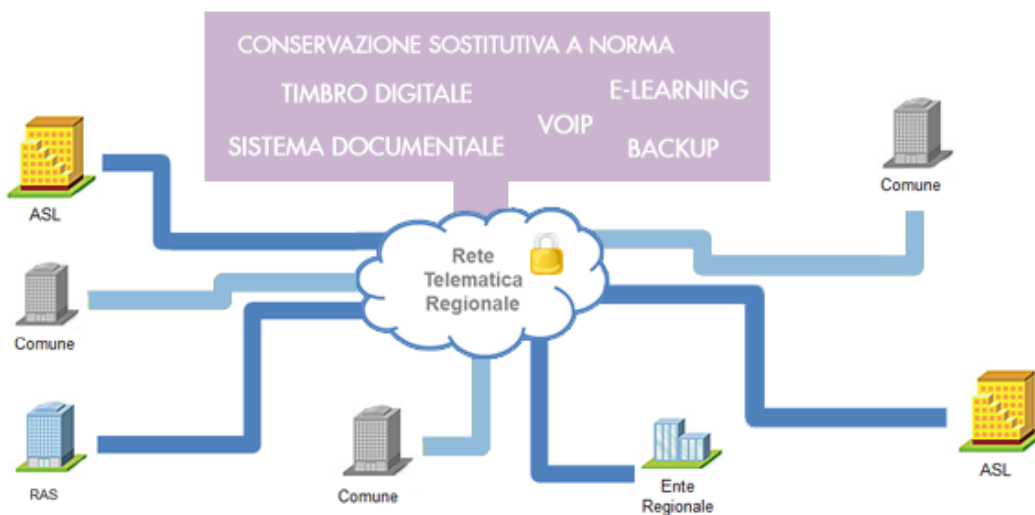 CONSERVAZIONE SOSTITUTIVA A NORMA
TIMBRO DIGITALE
E-LEARNING
VOIP
SISTEMA DOCUMENTALE
BACKUP
ASL
Comune
Rete
Telematica
Regionale
Comune
RAS
Comune
Ente
Regionale
ASL